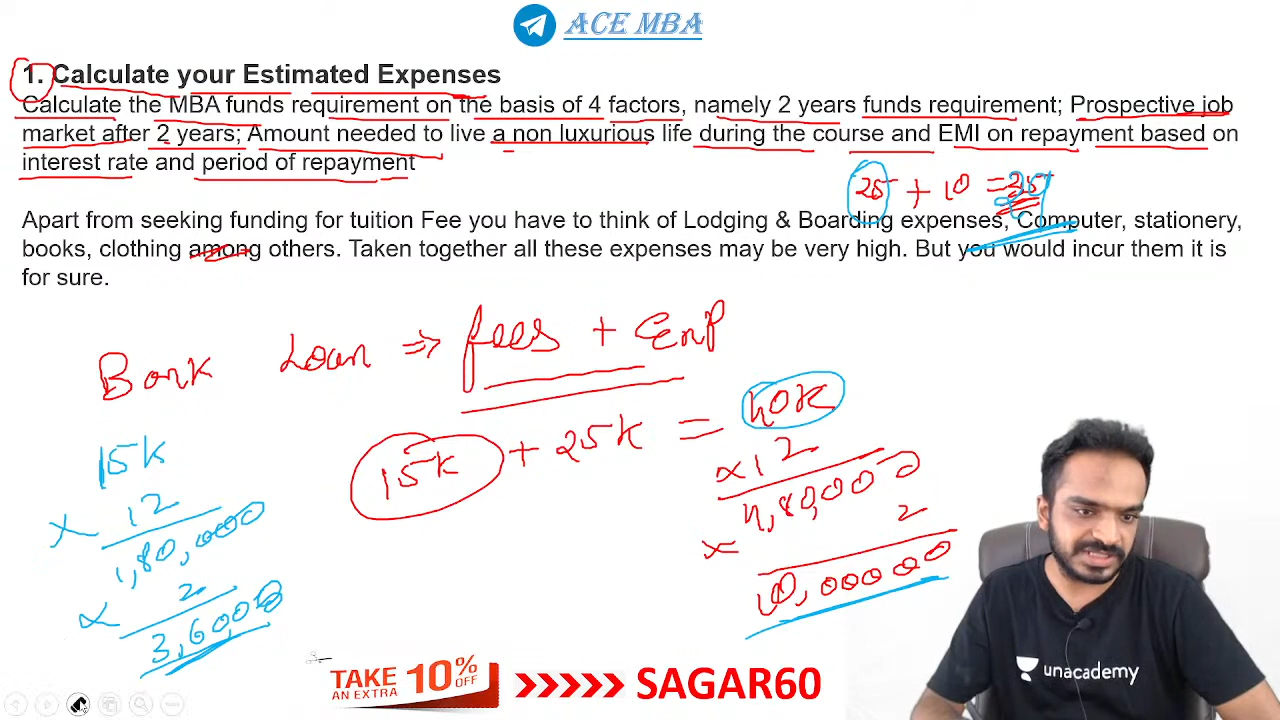 ACE MBA
1. Calculate your Estimated Expenses
Calculate the MBA funds requirement on the basis of 4 factors, namely 2 years funds requirement; Prospective job
market after 2 years; Amount needed to live a non luxurious life during the course and EMI on repayment based on
interest rate and period of repayment
25 + 10 = 35
Apart from seeking funding for tuition Fee you have to think of Lodging & Boarding expenses, Computer, stationery,
books, clothing among others. Taken together all these expenses may be very high. But you would incur them it is
for sure.
Bank Loan ⇒ fees + Exp
15k + 25k = 40k
15k
× 12
1,80,000
× 2
3,60,000
× 12
4,80,000
× 2
10,00000
TAKE 10% OFF
AN EXTRA
SAGAR60
unacademy